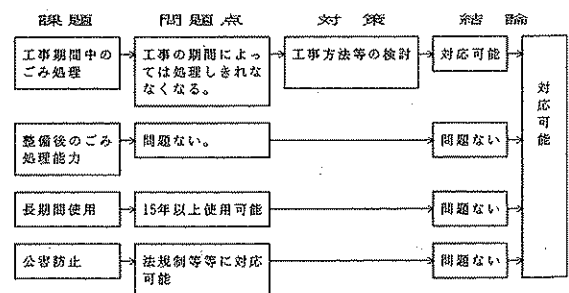 課題 問題点 対策 結論
工事期間中の
ごみ処理
工事の期間によっ
ては処理しきれな
なくなる。
工事方法等の検討
対応可能
対応可能
整備後のごみ
処理能力
問題ない。
問題ない
長期間使用
15年以上使用可能
問題ない
公害防止
法規制等等に対応
可能
問題ない